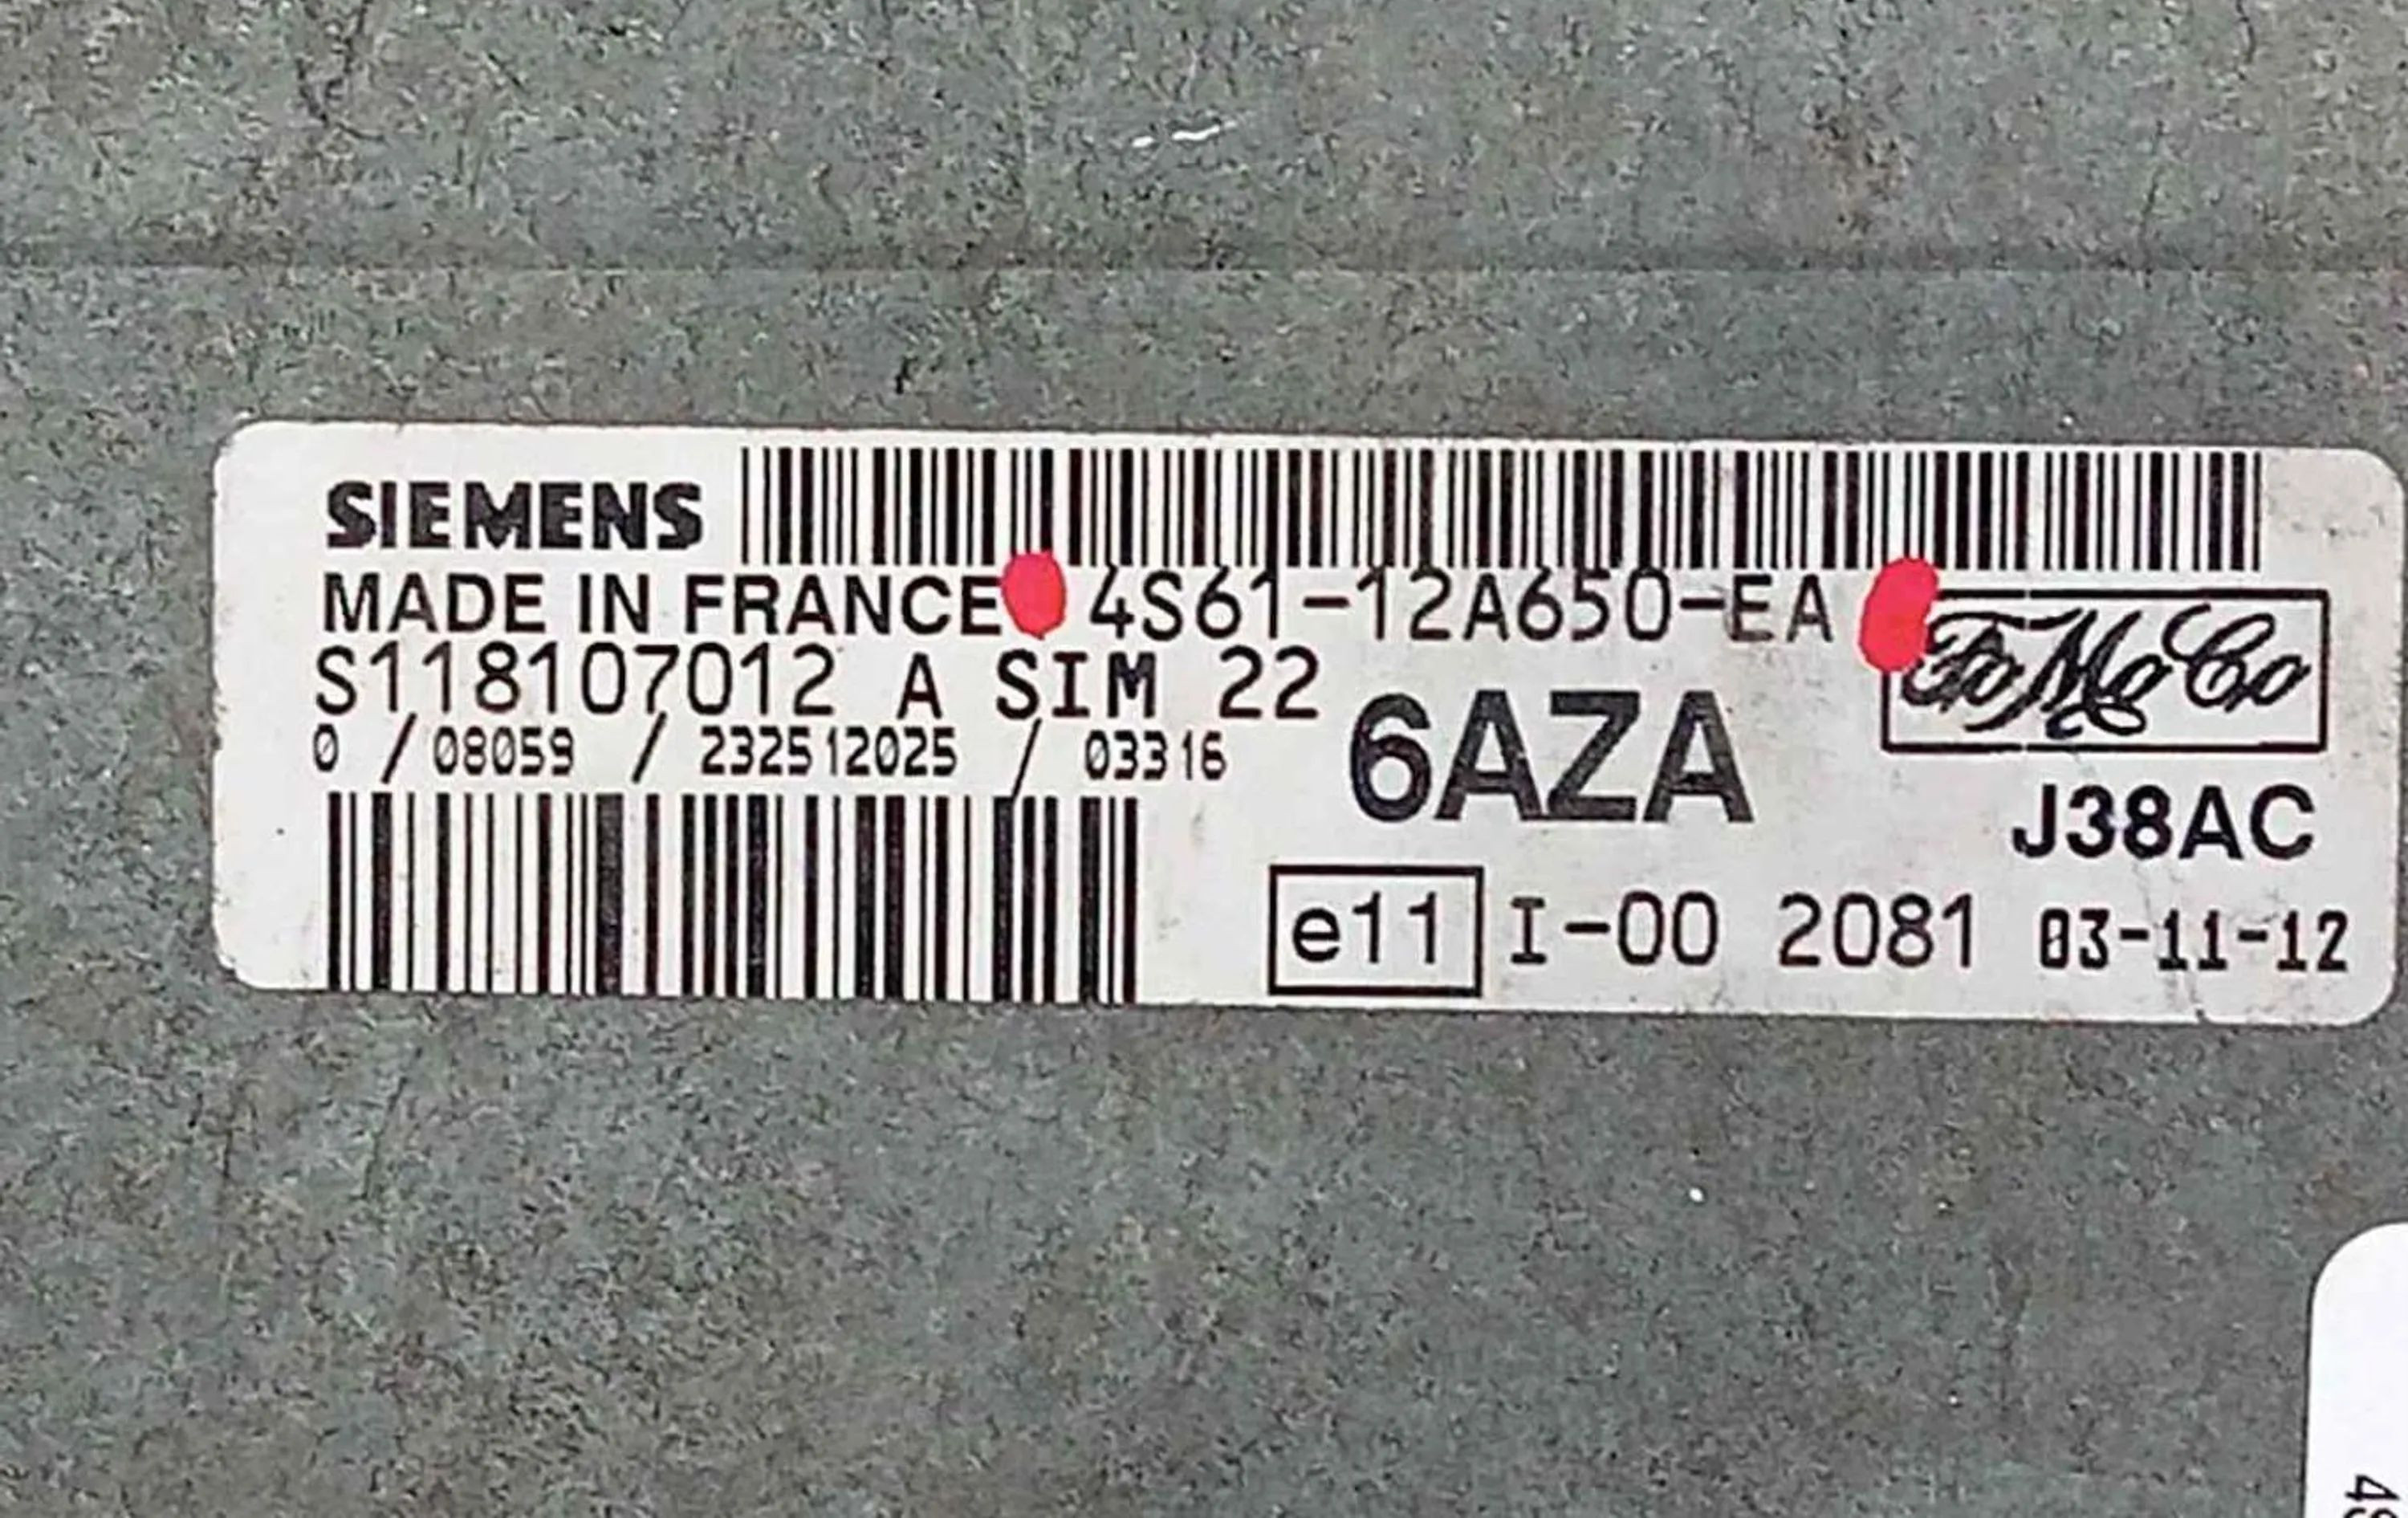 SIEMENS
MADE IN FRANCE 4S61-12A650-EA
FoMoCo
S118107012 A SIM 22
0 / 08059 / 232512025 / 03316
6AZA
J38AC
e11 I-00 2081 03-11-12